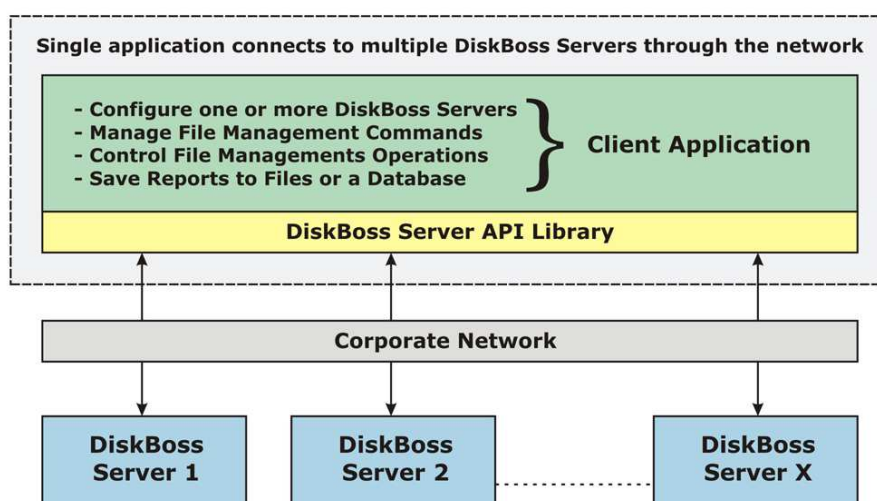 Single application connects to multiple DiskBoss Servers through the network
- Configure one or more DiskBoss Servers
- Manage File Management Commands
- Control File Managements Operations
- Save Reports to Files or a Database
} Client Application
DiskBoss Server API Library
Corporate Network
DiskBoss
Server 1
DiskBoss
Server 2
DiskBoss
Server X